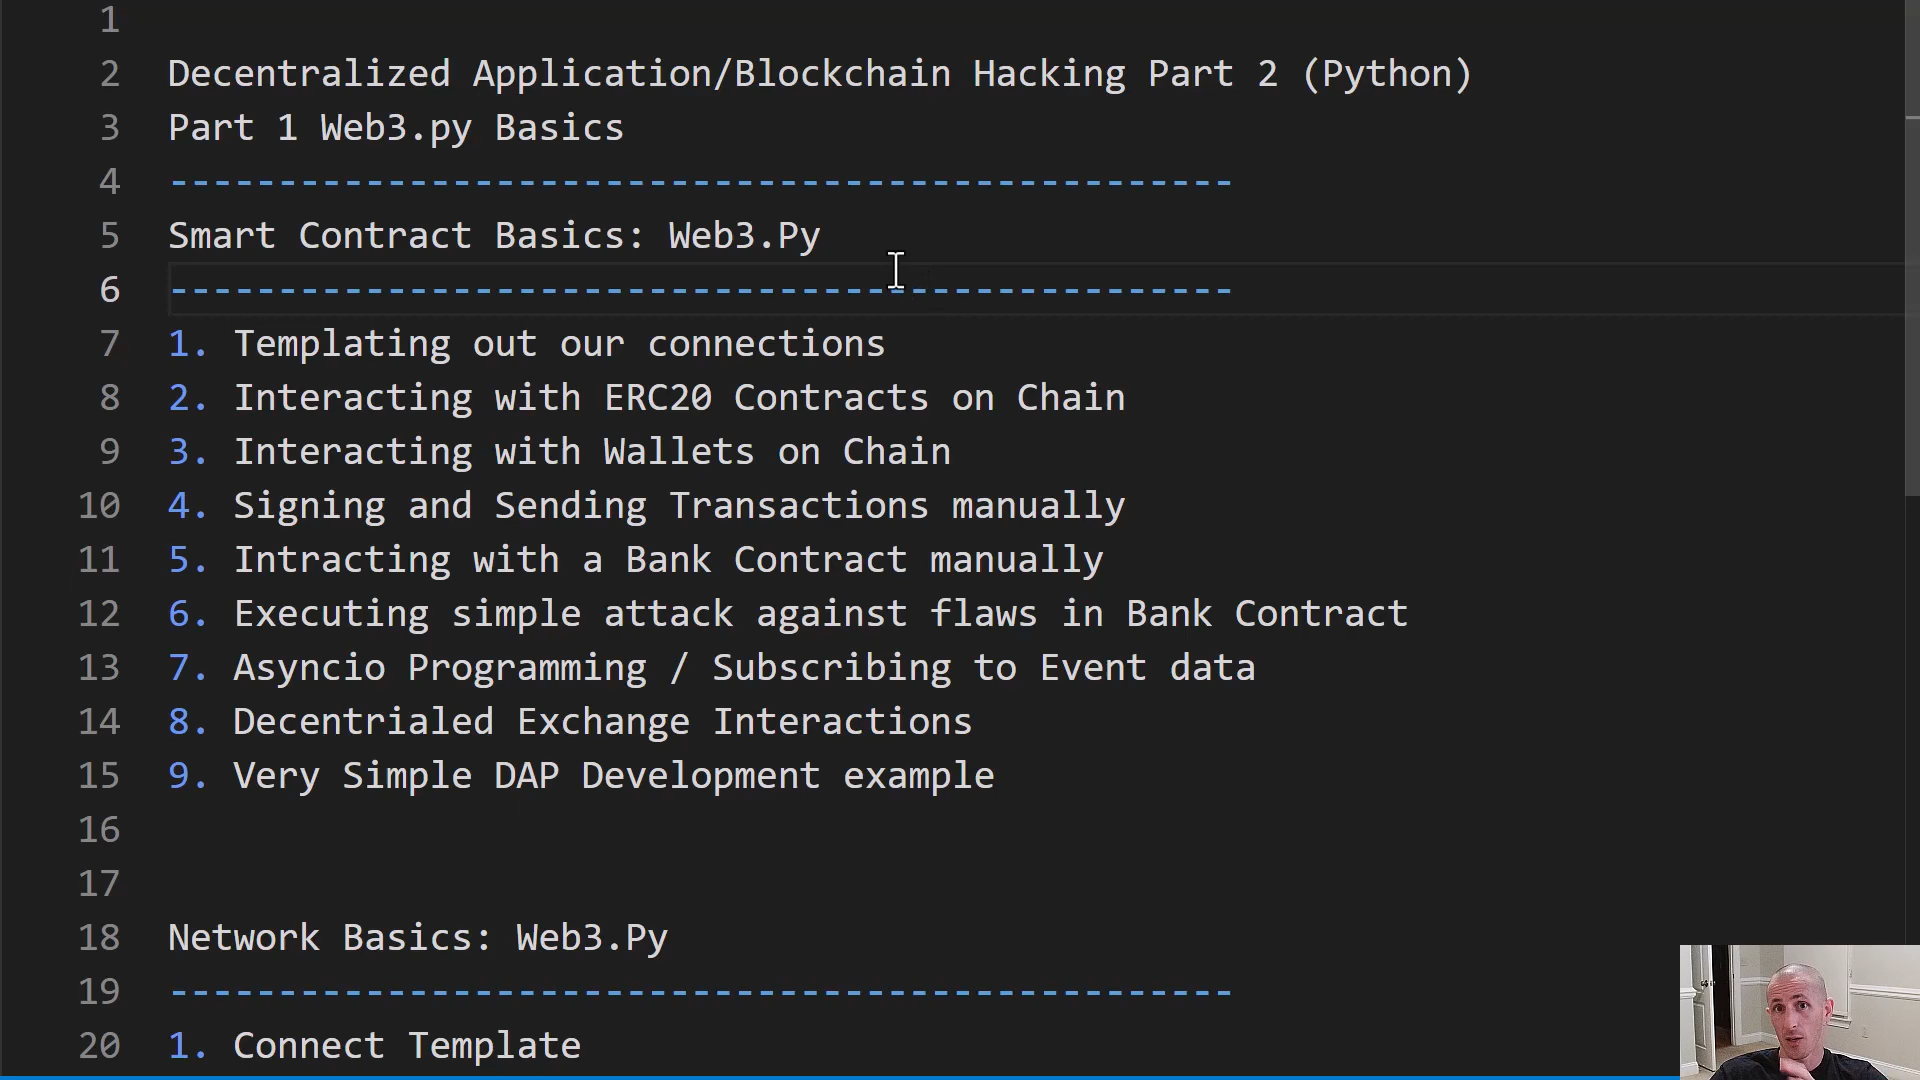 1
2 Decentralized Application/Blockchain Hacking Part 2 (Python)
3 Part 1 Web3.py Basics
4 -------------------------------------------------
5 Smart Contract Basics: Web3.Py
6 -------------------------------------------------
7 1. Templating out our connections
8 2. Interacting with ERC20 Contracts on Chain
9 3. Interacting with Wallets on Chain
10 4. Signing and Sending Transactions manually
11 5. Intracting with a Bank Contract manually
12 6. Executing simple attack against flaws in Bank Contract
13 7. Asyncio Programming / Subscribing to Event data
14 8. Decentrialed Exchange Interactions
15 9. Very Simple DAP Development example
16
17
18 Network Basics: Web3.Py
19 -------------------------------------------------
20 1. Connect Template